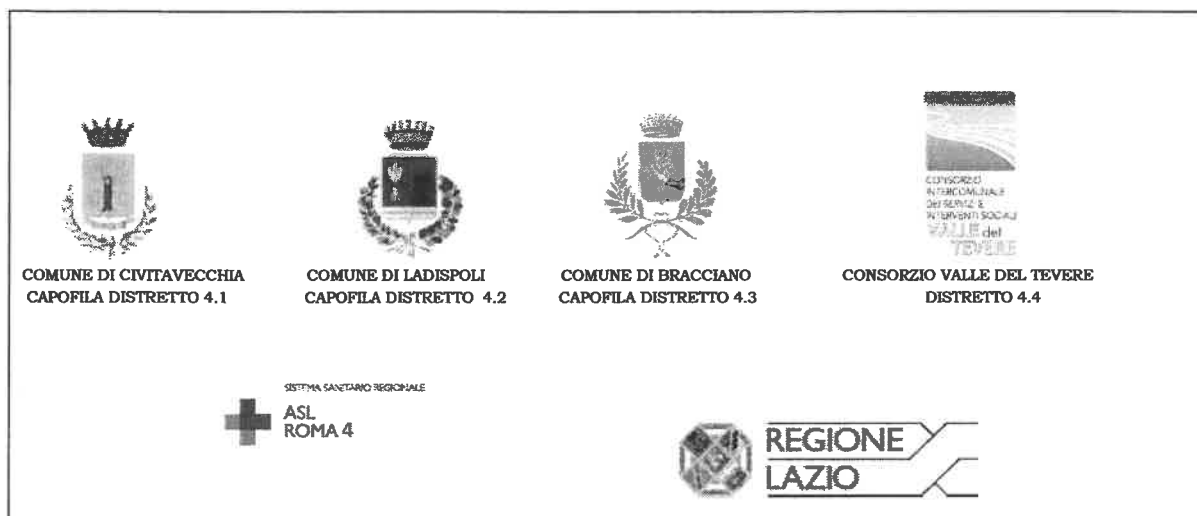 COMUNE DI CIVITAVECCHIA
CAPOFILA DISTRETTO 4.1
COMUNE DI LADISPOLI
CAPOFILA DISTRETTO 4.2
COMUNE DI BRACCIANO
CAPOFILA DISTRETTO 4.3
CONSORZIO
INTERCOMUNALE
DEI SERVIZI E
INTERVENTI SOCIALI
VALLE del
TEVERE
CONSORZIO VALLE DEL TEVERE
DISTRETTO 4.4
SISTEMA SANITARIO REGIONALE
ASL
ROMA 4
REGIONE
LAZIO